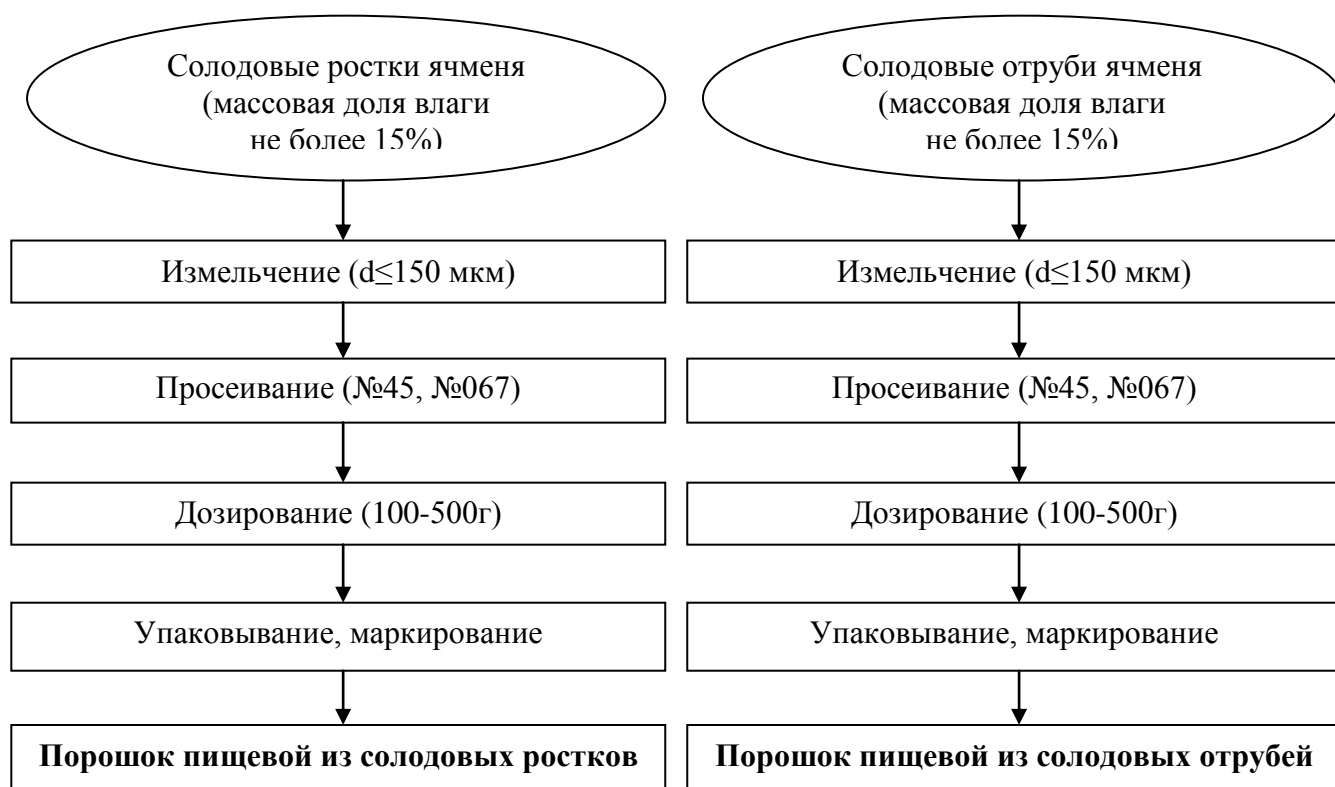 Солодовые ростки ячменя
(массовая доля влаги
не более 15%)
Измельчение (d≤150 мкм)
Просеивание (№45, №067)
Дозирование (100-500г)
Упаковывание, маркирование
Порошок пищевой из солодовых ростков
Солодовые отруби ячменя
(массовая доля влаги
не более 15%)
Измельчение (d≤150 мкм)
Просеивание (№45, №067)
Дозирование (100-500г)
Упаковывание, маркирование
Порошок пищевой из солодовых отрубей